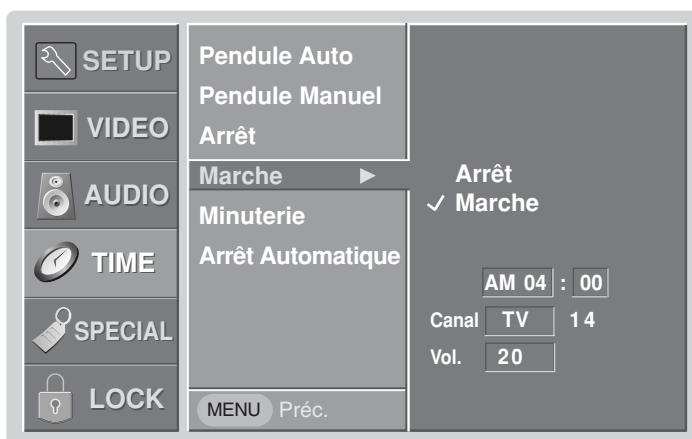 SETUP
VIDEO
AUDIO
TIME
SPECIAL
LOCK
Pendule Auto
Pendule Manuel
Arrêt
Marche
Minuterie
Arrêt Automatique
MENU Préc.
Arrêt
Marche
AM 04 : 00
Canal TV 14
Vol. 20